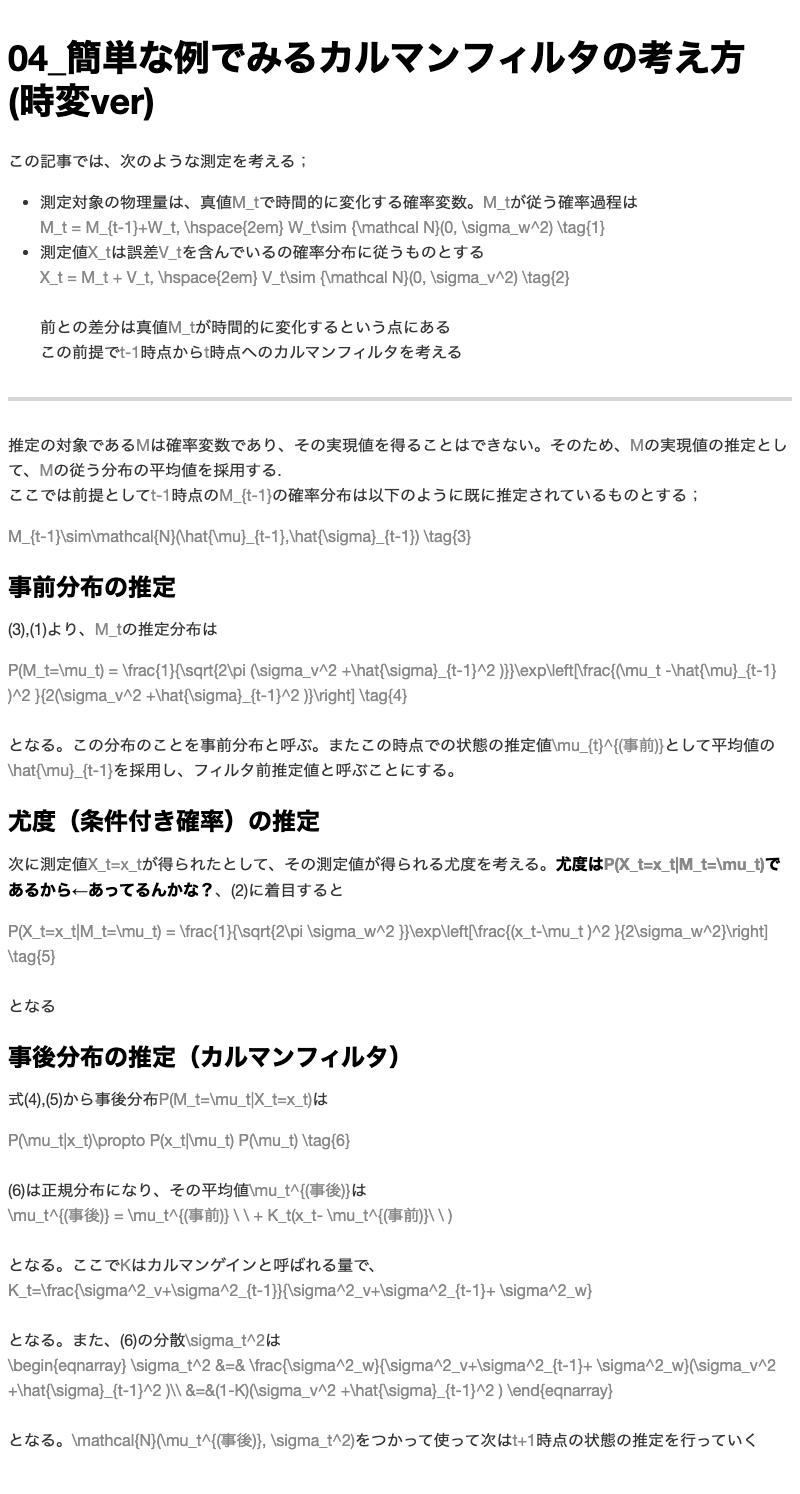 04_簡単な例でみるカルマンフィルタの考え方
(時変ver)
この記事では、次のような測定を考える；
測定対象の物理量は、真値M_tで時間的に変化する確率変数。M_tが従う確率過程は
M_t = M_{t-1}+W_t, \hspace{2em} W_t\sim {\mathcal N}(0, \sigma_w^2) \tag{1}
測定値X_tは誤差V_tを含んでいるの確率分布に従うものとする
X_t = M_t + V_t, \hspace{2em} V_t\sim {\mathcal N}(0, \sigma_v^2) \tag{2}
前との差分は真値M_tが時間的に変化するという点にある
この前提でt-1時点からt時点へのカルマンフィルタを考える
推定の対象であるMは確率変数であり、その実現値を得ることはできない。そのため、Mの実現値の推定とし
て、Mの従う分布の平均値を採用する.
ここでは前提としてt-1時点のM_{t-1}の確率分布は以下のように既に推定されているものとする；
M_{t-1}\sim\mathcal{N}(\hat{\mu}_{t-1},\hat{\sigma}_{t-1}) \tag{3}
事前分布の推定
(3),(1)より、M_tの推定分布は
P(M_t=\mu_t) = \frac{1}{\sqrt{2\pi (\sigma_v^2 +\hat{\sigma}_{t-1}^2 )}}\exp\left[\frac{(\mu_t -\hat{\mu}_{t-1}
)^2 }{2(\sigma_v^2 +\hat{\sigma}_{t-1}^2 )}\right] \tag{4}
となる。この分布のことを事前分布と呼ぶ。またこの時点での状態の推定値\mu_{t}^{(事前)}として平均値の
\hat{\mu}_{t-1}を採用し、フィルタ前推定値と呼ぶことにする。
尤度（条件付き確率）の推定
次に測定値X_t=x_tが得られたとして、その測定値が得られる尤度を考える。尤度はP(X_t=x_t|M_t=\mu_t)で
あるから←あってるんかな？、(2)に着目すると
P(X_t=x_t|M_t=\mu_t) = \frac{1}{\sqrt{2\pi \sigma_w^2 }}\exp\left[\frac{(x_t-\mu_t )^2 }{2\sigma_w^2}\right]
\tag{5}
となる
事後分布の推定（カルマンフィルタ）
式(4),(5)から事後分布P(M_t=\mu_t|X_t=x_t)は
P(\mu_t|x_t)\propto P(x_t|\mu_t) P(\mu_t) \tag{6}
(6)は正規分布になり、その平均値\mu_t^{(事後)}は
\mu_t^{(事後)} = \mu_t^{(事前)} \ \ + K_t(x_t- \mu_t^{(事前)}\ \ )
となる。ここでKはカルマンゲインと呼ばれる量で、
K_t=\frac{\sigma^2_v+\sigma^2_{t-1}}{\sigma^2_v+\sigma^2_{t-1}+ \sigma^2_w}
となる。また、(6)の分散\sigma_t^2は
\begin{eqnarray} \sigma_t^2 &=& \frac{\sigma^2_w}{\sigma^2_v+\sigma^2_{t-1}+ \sigma^2_w}(\sigma_v^2
+\hat{\sigma}_{t-1}^2 )\\ &=&(1-K)(\sigma_v^2 +\hat{\sigma}_{t-1}^2 ) \end{eqnarray}
となる。\mathcal{N}(\mu_t^{(事後)}, \sigma_t^2)をつかって使って次はt+1時点の状態の推定を行っていく